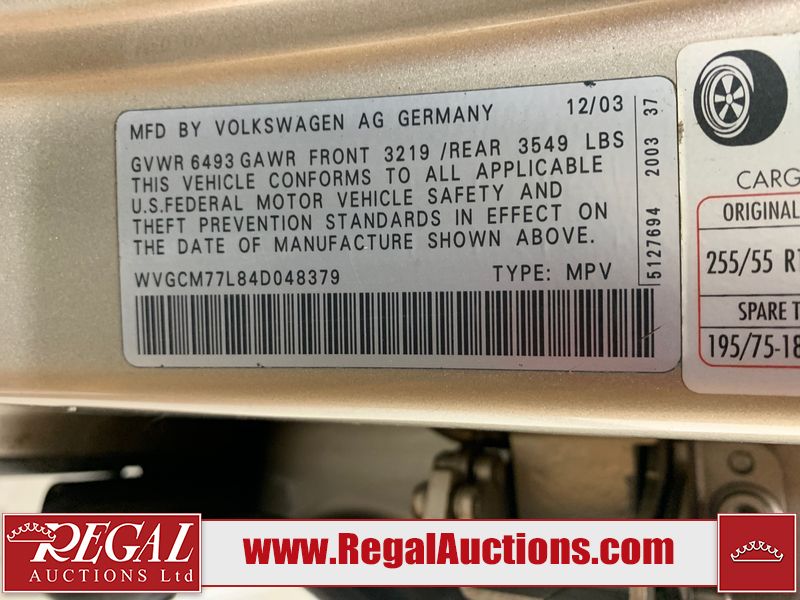 MFD BY VOLKSWAGEN AG GERMANY 12/03
GVWR 6493 GAWR FRONT 3219 /REAR 3549 LBS
THIS VEHICLE CONFORMS TO ALL APPLICABLE
U.S.FEDERAL MOTOR VEHICLE SAFETY AND
THEFT PREVENTION STANDARDS IN EFFECT ON
THE DATE OF MANUFACTURE SHOWN ABOVE.
WVGCM77L84D048379 TYPE: MPV
5127694 2003 37
CARG
ORIGINAL
255/55 R
SPARE T
195/75-18
REGAL
AUCTIONS Ltd
www.RegalAuctions.com